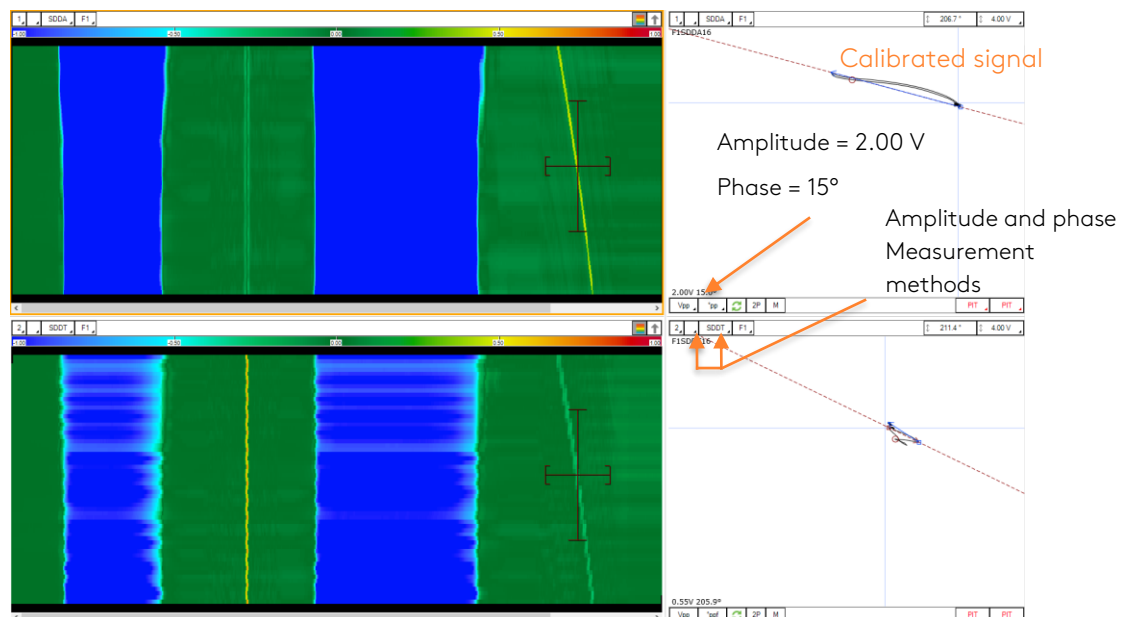 1 SDDA F1
-1.00 -0.50 0.00 0.50 1.00
1 SDDA F1 206.7° 4.00 V
F1SDDA16
Calibrated signal
Amplitude = 2.00 V
Phase = 15°
Amplitude and phase
Measurement
methods
2.00V 15.0°
Vpp °pp 2P M PIT PIT
2 SDDT F1
-1.00 -0.50 0.00 0.50 1.00
2 SDDT F1 211.4° 4.00 V
0.55V 205.9°
Vpp °ppf 2P M PIT PIT